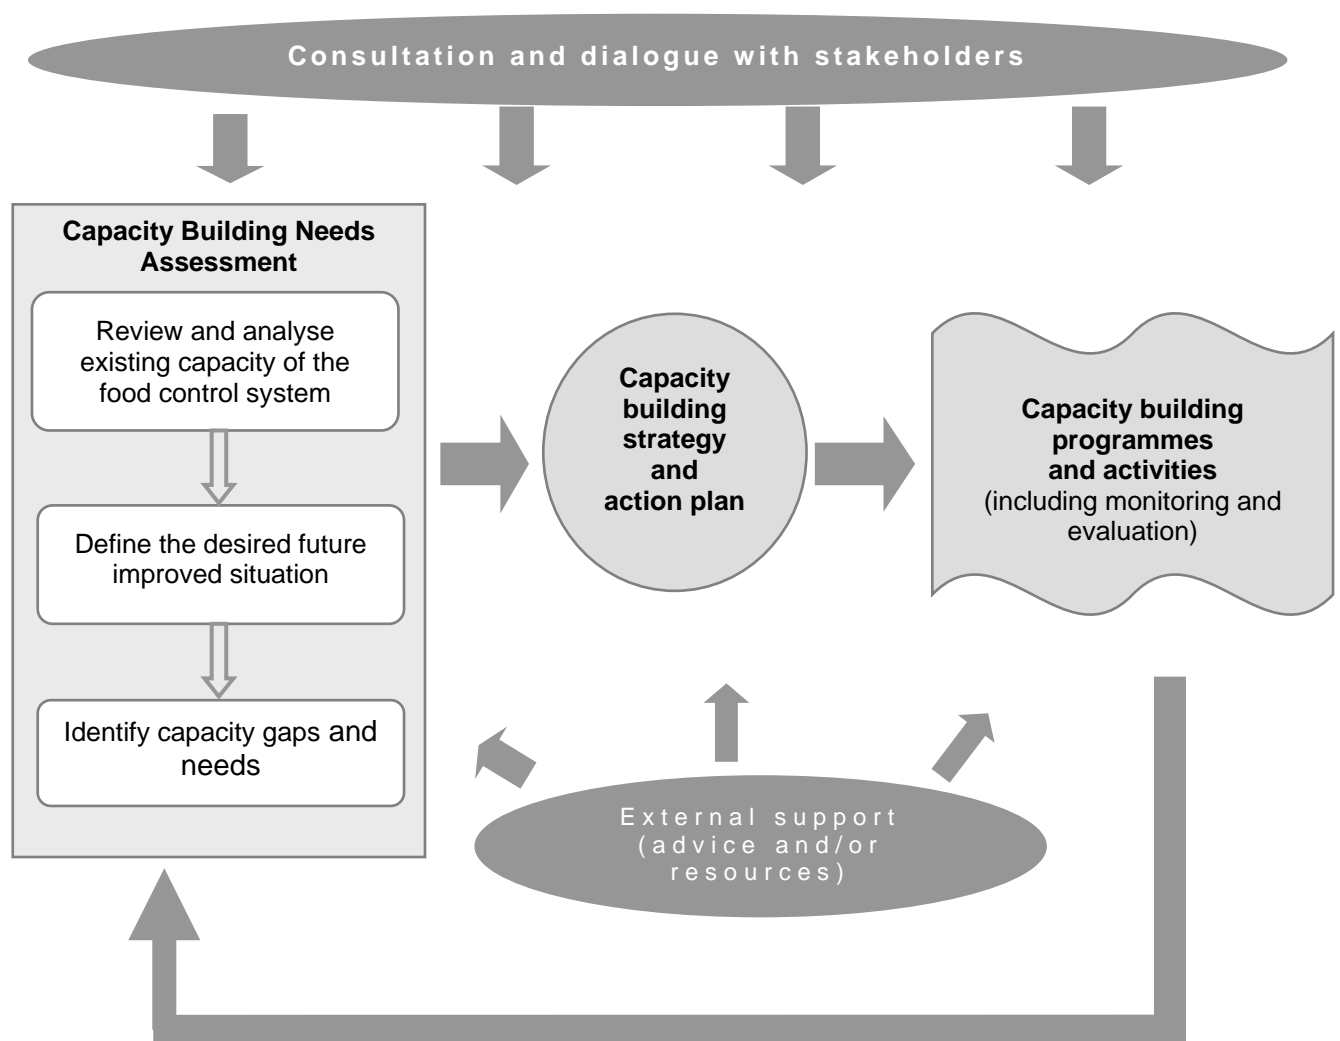 Consultation and dialogue with stakeholders
Capacity Building Needs
Assessment
Review and analyse
existing capacity of the
food control system
Define the desired future
improved situation
Identify capacity gaps and
needs
Capacity
building
strategy
and
action plan
Capacity building
programmes
and activities
(including monitoring and
evaluation)
External support
(advice and/or
resources)